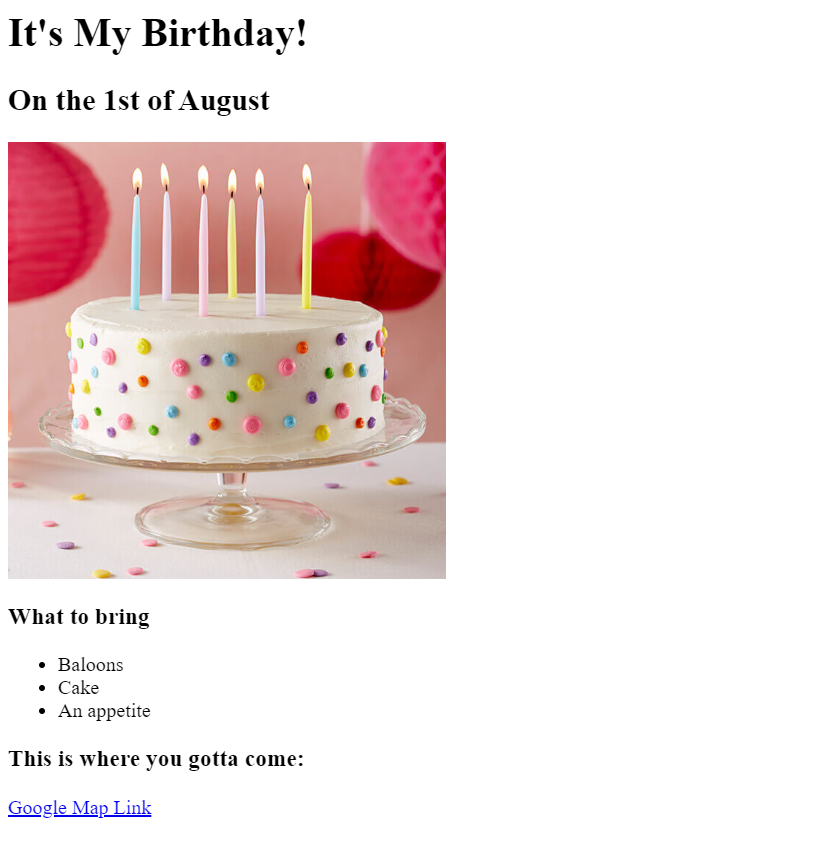 It's My Birthday!
On the 1st of August
What to bring
Baloons
Cake
An appetite
This is where you gotta come:
Google Map Link